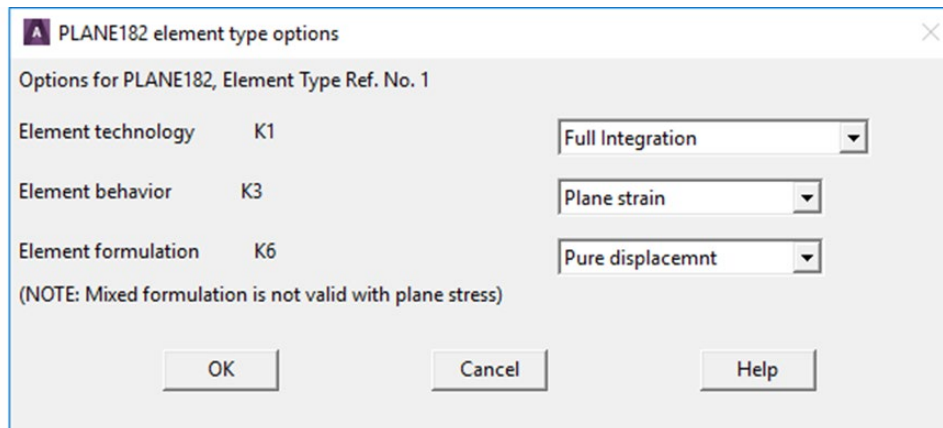 PLANE182 element type options
Options for PLANE182, Element Type Ref. No. 1
Element technology K1 Full Integration
Element behavior K3 Plane strain
Element formulation K6 Pure displacemnt
(NOTE: Mixed formulation is not valid with plane stress)
OK Cancel Help